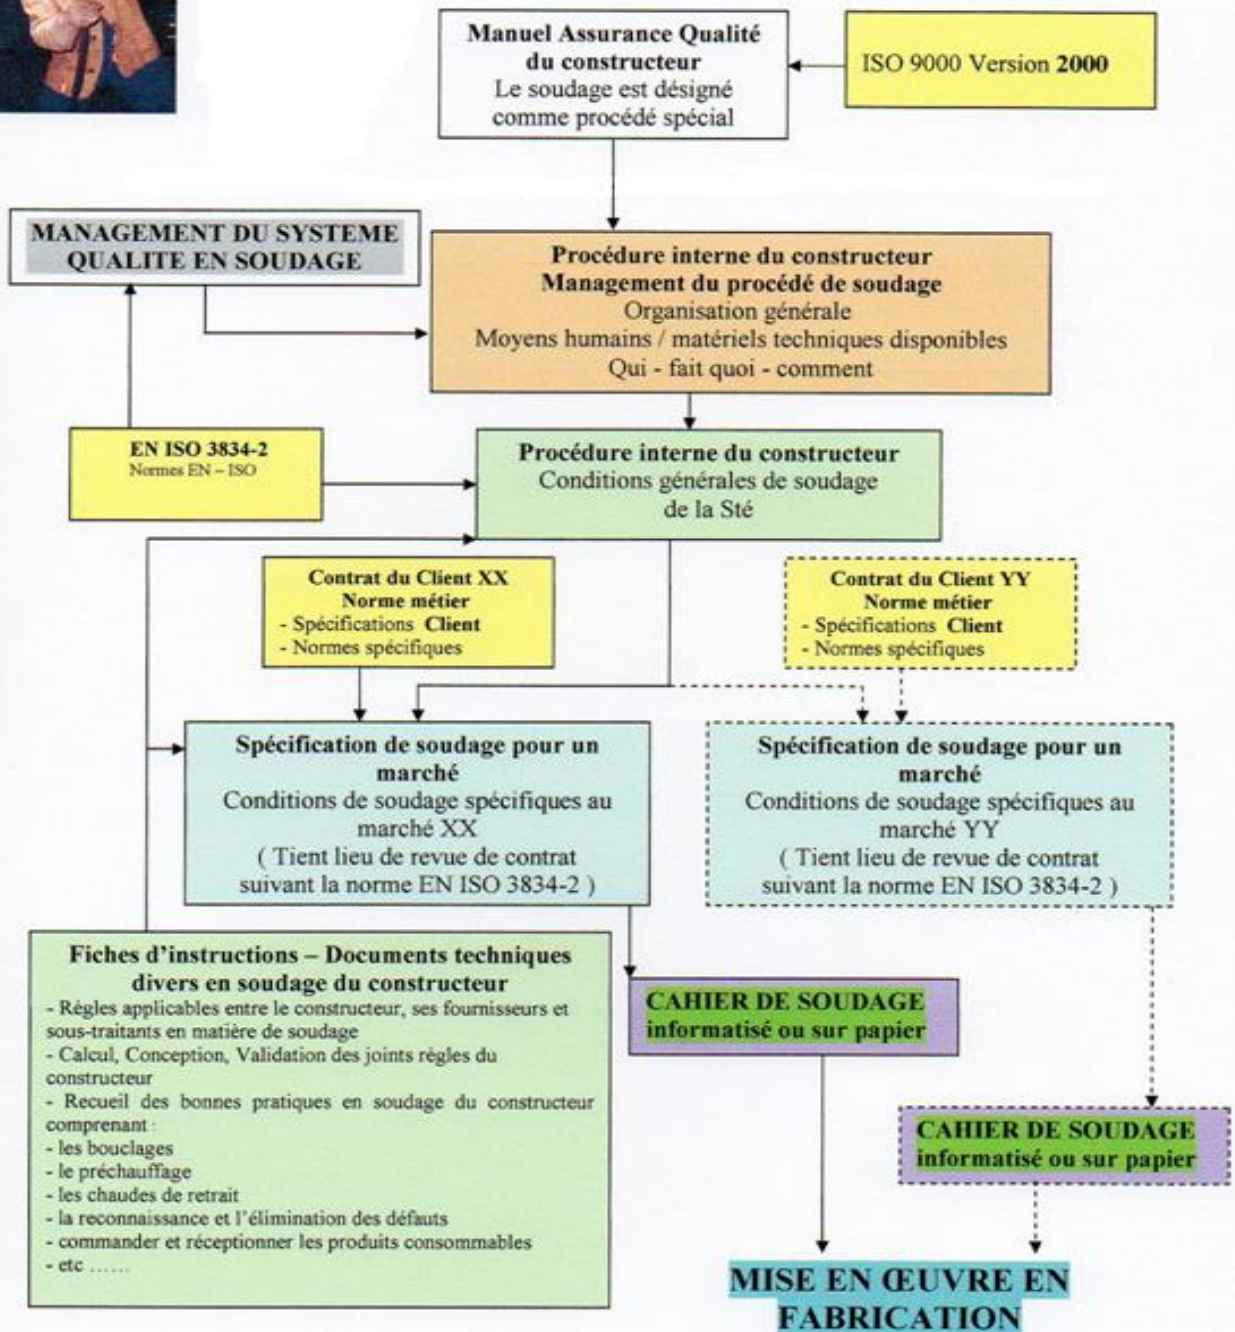 Manuel Assurance Qualité
du constructeur
Le soudage est désigné
comme procédé spécial
ISO 9000 Version 2000
MANAGEMENT DU SYSTEME
QUALITE EN SOUDAGE
Procédure interne du constructeur
Management du procédé de soudage
Organisation générale
Moyens humains / matériels techniques disponibles
Qui - fait quoi - comment
EN ISO 3834-2
Normes EN – ISO
Procédure interne du constructeur
Conditions générales de soudage
de la Sté
Contrat du Client XX
Norme métier
- Spécifications Client
- Normes spécifiques
Contrat du Client YY
Norme métier
- Spécifications Client
- Normes spécifiques
Spécification de soudage pour un
marché
Conditions de soudage spécifiques au
marché XX
( Tient lieu de revue de contrat
suivant la norme EN ISO 3834-2 )
Spécification de soudage pour un
marché
Conditions de soudage spécifiques au
marché YY
( Tient lieu de revue de contrat
suivant la norme EN ISO 3834-2 )
Fiches d'instructions – Documents techniques
divers en soudage du constructeur
- Règles applicables entre le constructeur, ses fournisseurs et
sous-traitants en matière de soudage
- Calcul, Conception, Validation des joints règles du
constructeur
- Recueil des bonnes pratiques en soudage du constructeur
comprenant :
- les bouclages
- le préchauffage
- les chaudes de retrait
- la reconnaissance et l'élimination des défauts
- commander et réceptionner les produits consommables
- etc ……
CAHIER DE SOUDAGE
informatisé ou sur papier
CAHIER DE SOUDAGE
informatisé ou sur papier
MISE EN ŒUVRE EN
FABRICATION